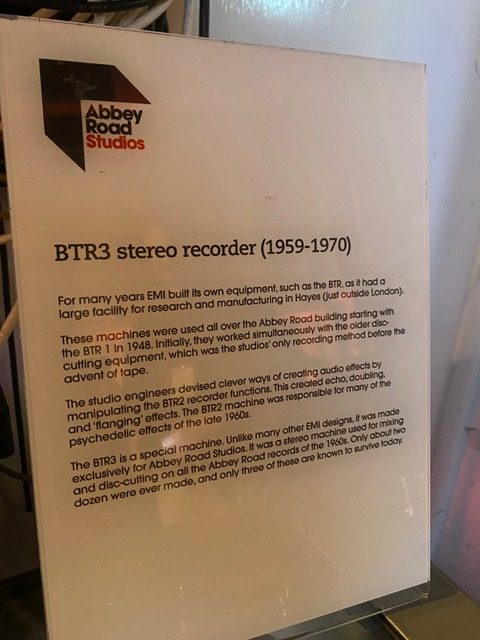 Abbey
Road
Studios
BTR3 stereo recorder (1959-1970)
For many years EMI built its own equipment, such as the BTR, as it had a
large facility for research and manufacturing in Hayes (just outside London).
These machines were used all over the Abbey Road building starting with
the BTR 1 in 1948. Initially, they worked simultaneously with the older disc-
cutting equipment, which was the studios' only recording method before the
advent of tape.
The studio engineers devised clever ways of creating audio effects by
manipulating the BTR2 recorder functions. This created echo, doubling,
and 'flanging' effects. The BTR2 machine was responsible for many of the
psychedelic effects of the late 1960s.
The BTR3 is a special machine. Unlike many other EMI designs, it was made
exclusively for Abbey Road Studios. It was a stereo machine used for mixing
and disc-cutting on all the Abbey Road records of the 1960s. Only about two
dozen were ever made, and only three of these are known to survive today.